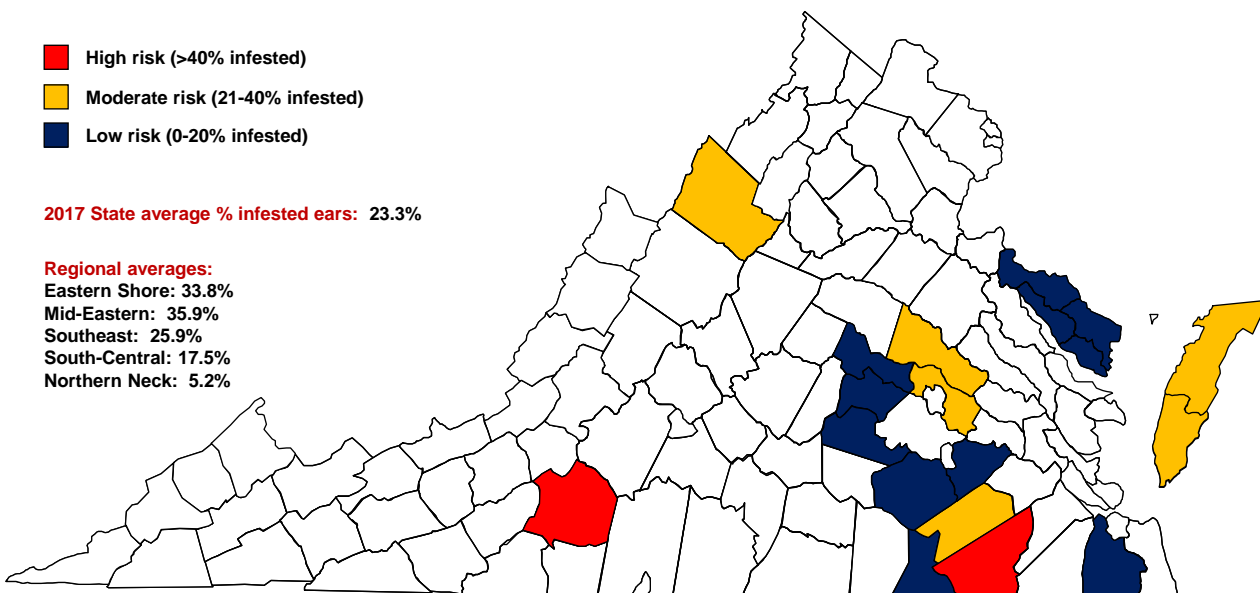 High risk (>40% infested)
Moderate risk (21-40% infested)
Low risk (0-20% infested)
2017 State average % infested ears: 23.3%
Regional averages:
Eastern Shore: 33.8%
Mid-Eastern: 35.9%
Southeast: 25.9%
South-Central: 17.5%
Northern Neck: 5.2%